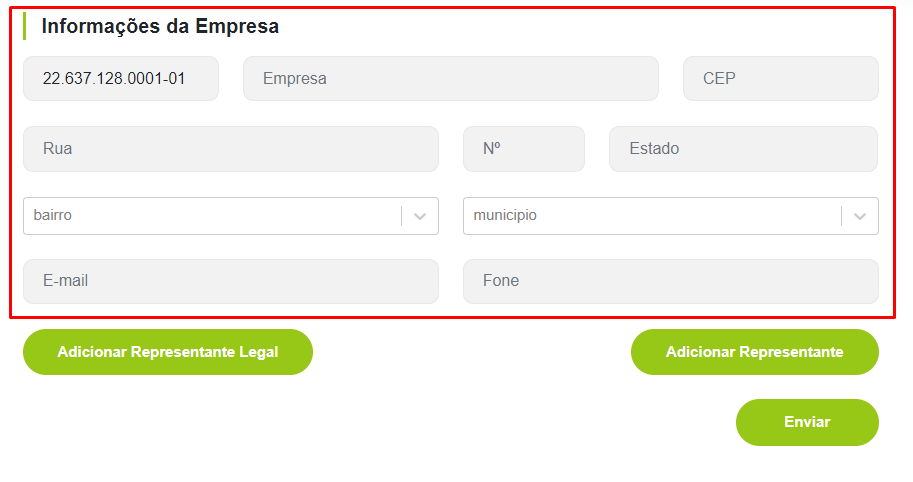 Informações da Empresa
22.637.128.0001-01 Empresa CEP
Rua Nº Estado
bairro municipio
E-mail Fone
Adicionar Representante Legal Adicionar Representante
Enviar